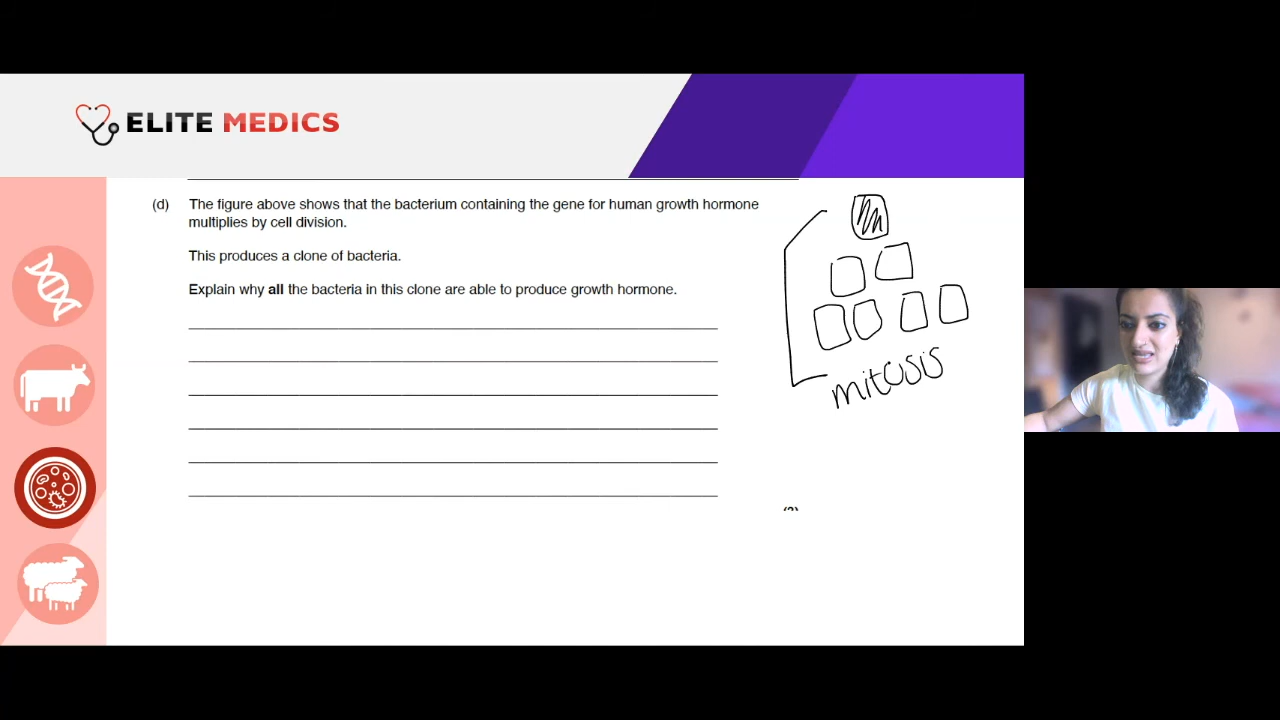 ELITE MEDICS
(d) The figure above shows that the bacterium containing the gene for human growth hormone
multiplies by cell division.
This produces a clone of bacteria.
Explain why all the bacteria in this clone are able to produce growth hormone.
mitosis